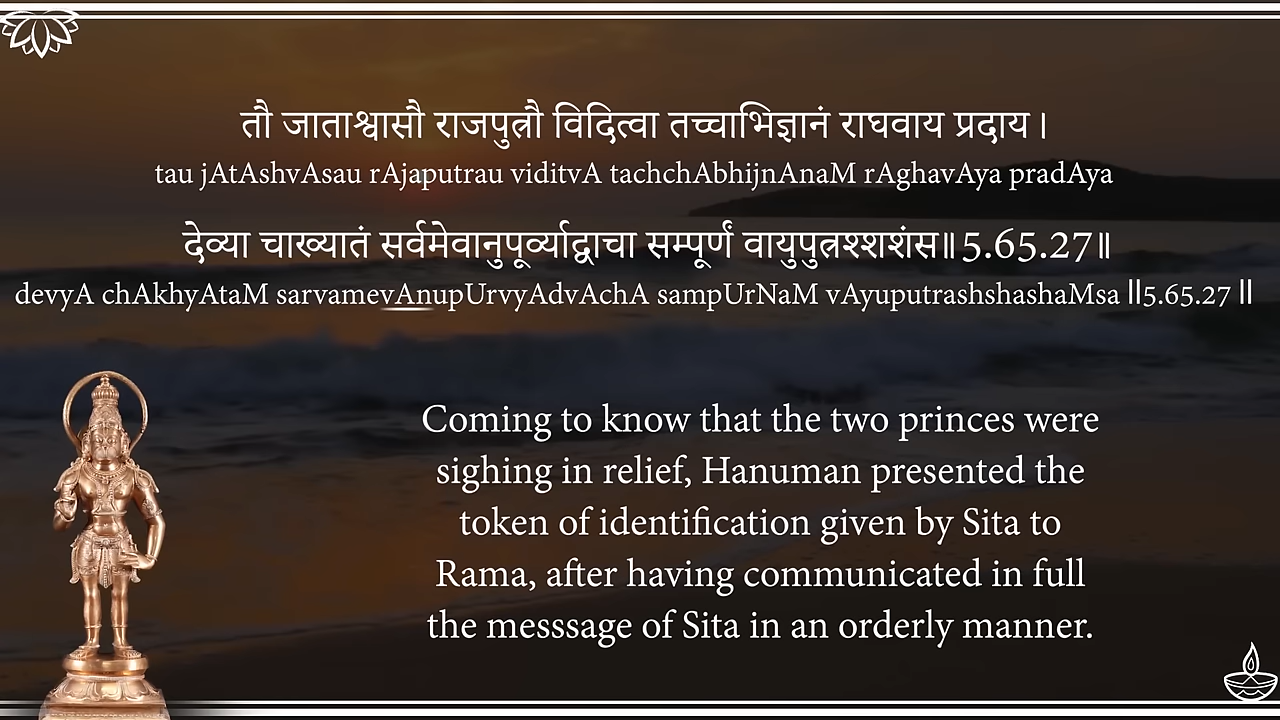 तौ जाताश्वासौ राजपुत्रौ विदित्वा तच्चाभिज्ञानं राघवाय प्रदाय।
tau jAtAshvAsau rAjaputrau viditvA tachchAbhijnAnaM rAghavAya pradAya
देव्या चाख्यातं सर्वमेवानुपूर्व्याद्वाचा सम्पूर्णं वायुपुत्रश्शशंस॥5.65.27॥
devyA chAkhyAtaM sarvamevAnupUrvyAdvAchA sampUrNaM vAyuputrashshashaMsa ॥5.65.27 ॥
Coming to know that the two princes were
sighing in relief, Hanuman presented the
token of identification given by Sita to
Rama, after having communicated in full
the messsage of Sita in an orderly manner.